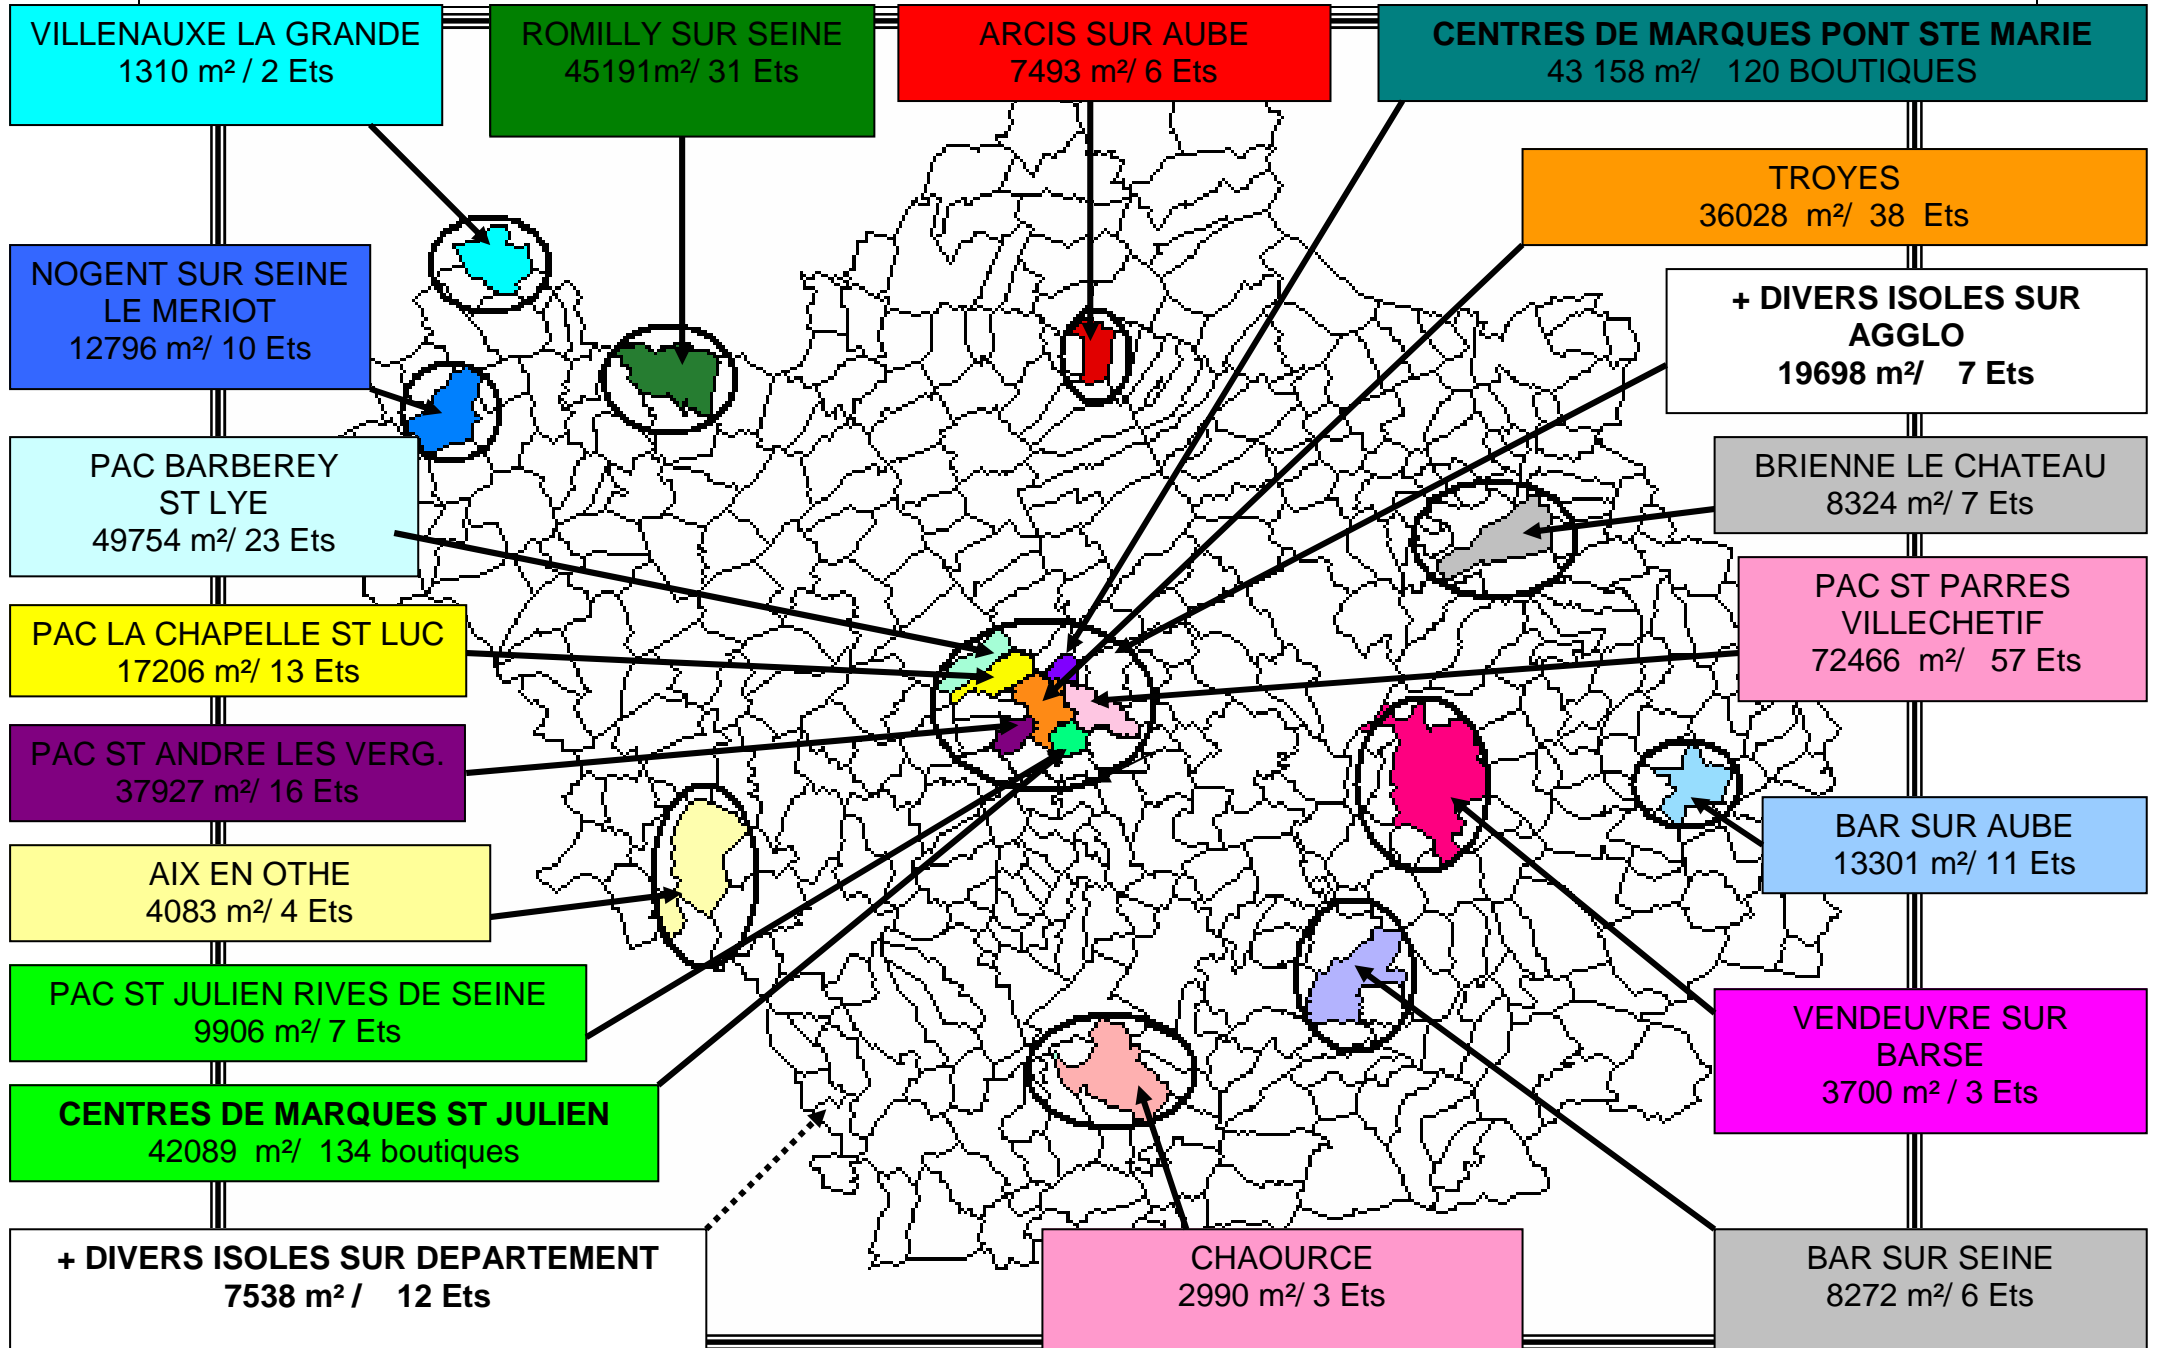 VILLENAUXE LA GRANDE
1310 m² / 2 Ets
ROMILLY SUR SEINE
45191m²/ 31 Ets
ARCIS SUR AUBE
7493 m²/ 6 Ets
CENTRES DE MARQUES PONT STE MARIE
43 158 m²/ 120 BOUTIQUES
TROYES
36028 m²/ 38 Ets
NOGENT SUR SEINE
LE MERIOT
12796 m²/ 10 Ets
+ DIVERS ISOLES SUR
AGGLO
19698 m²/ 7 Ets
PAC BARBEREY
ST LYE
49754 m²/ 23 Ets
BRIENNE LE CHATEAU
8324 m²/ 7 Ets
PAC ST PARRES
VILLECHETIF
72466 m²/ 57 Ets
PAC LA CHAPELLE ST LUC
17206 m²/ 13 Ets
PAC ST ANDRE LES VERG.
37927 m²/ 16 Ets
BAR SUR AUBE
13301 m²/ 11 Ets
AIX EN OTHE
4083 m²/ 4 Ets
PAC ST JULIEN RIVES DE SEINE
9906 m²/ 7 Ets
VENDEUVRE SUR
BARSE
3700 m² / 3 Ets
CENTRES DE MARQUES ST JULIEN
42089 m²/ 134 boutiques
+ DIVERS ISOLES SUR DEPARTEMENT
7538 m² / 12 Ets
CHAOURCE
2990 m²/ 3 Ets
BAR SUR SEINE
8272 m²/ 6 Ets